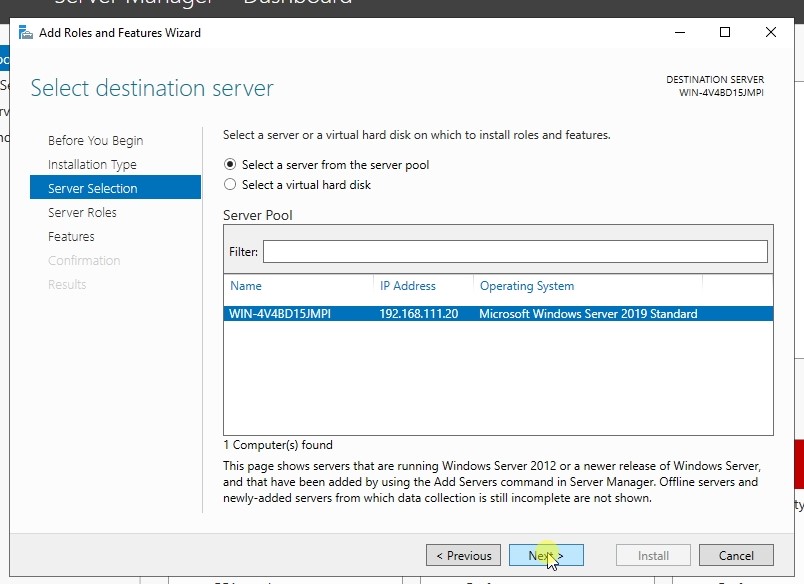 Server Manager Dashboard
Add Roles and Features Wizard
Select destination server
DESTINATION SERVER
WIN-4V4BD15JMPI
Before You Begin
Installation Type
Server Selection
Server Roles
Features
Confirmation
Results
Select a server or a virtual hard disk on which to install roles and features.
Select a server from the server pool
Select a virtual hard disk
Server Pool
Filter:
Name IP Address Operating System
WIN-4V4BD15JMPI 192.168.111.20 Microsoft Windows Server 2019 Standard
1 Computer(s) found
This page shows servers that are running Windows Server 2012 or a newer release of Windows Server,
and that have been added by using the Add Servers command in Server Manager. Offline servers and
newly-added servers from which data collection is still incomplete are not shown.
< Previous Next > Install Cancel